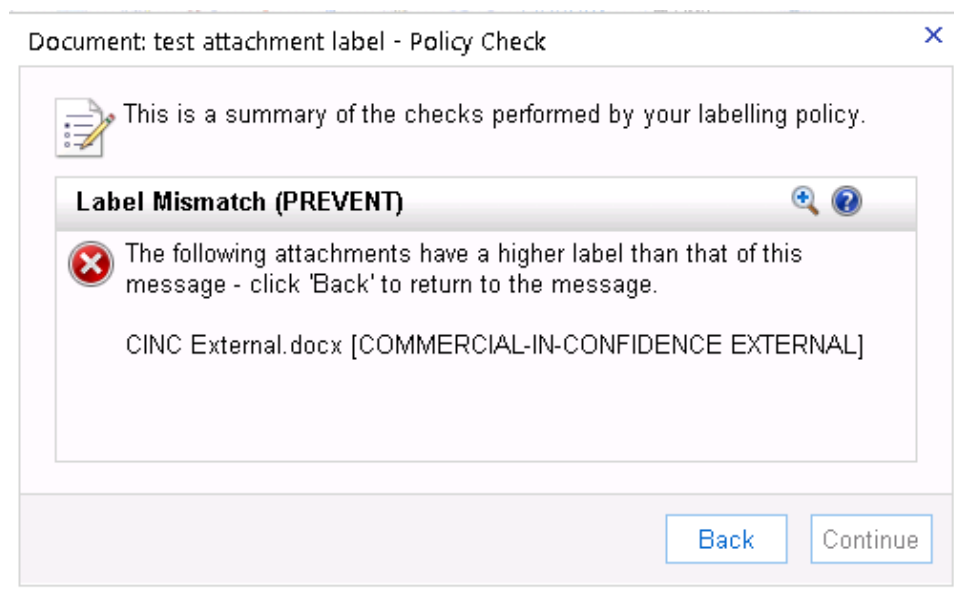 Document: test attachment label - Policy Check
This is a summary of the checks performed by your labelling policy.
Label Mismatch (PREVENT)
The following attachments have a higher label than that of this
message - click 'Back' to return to the message.
CINC External.docx [COMMERCIAL-IN-CONFIDENCE EXTERNAL]
Back
Continue